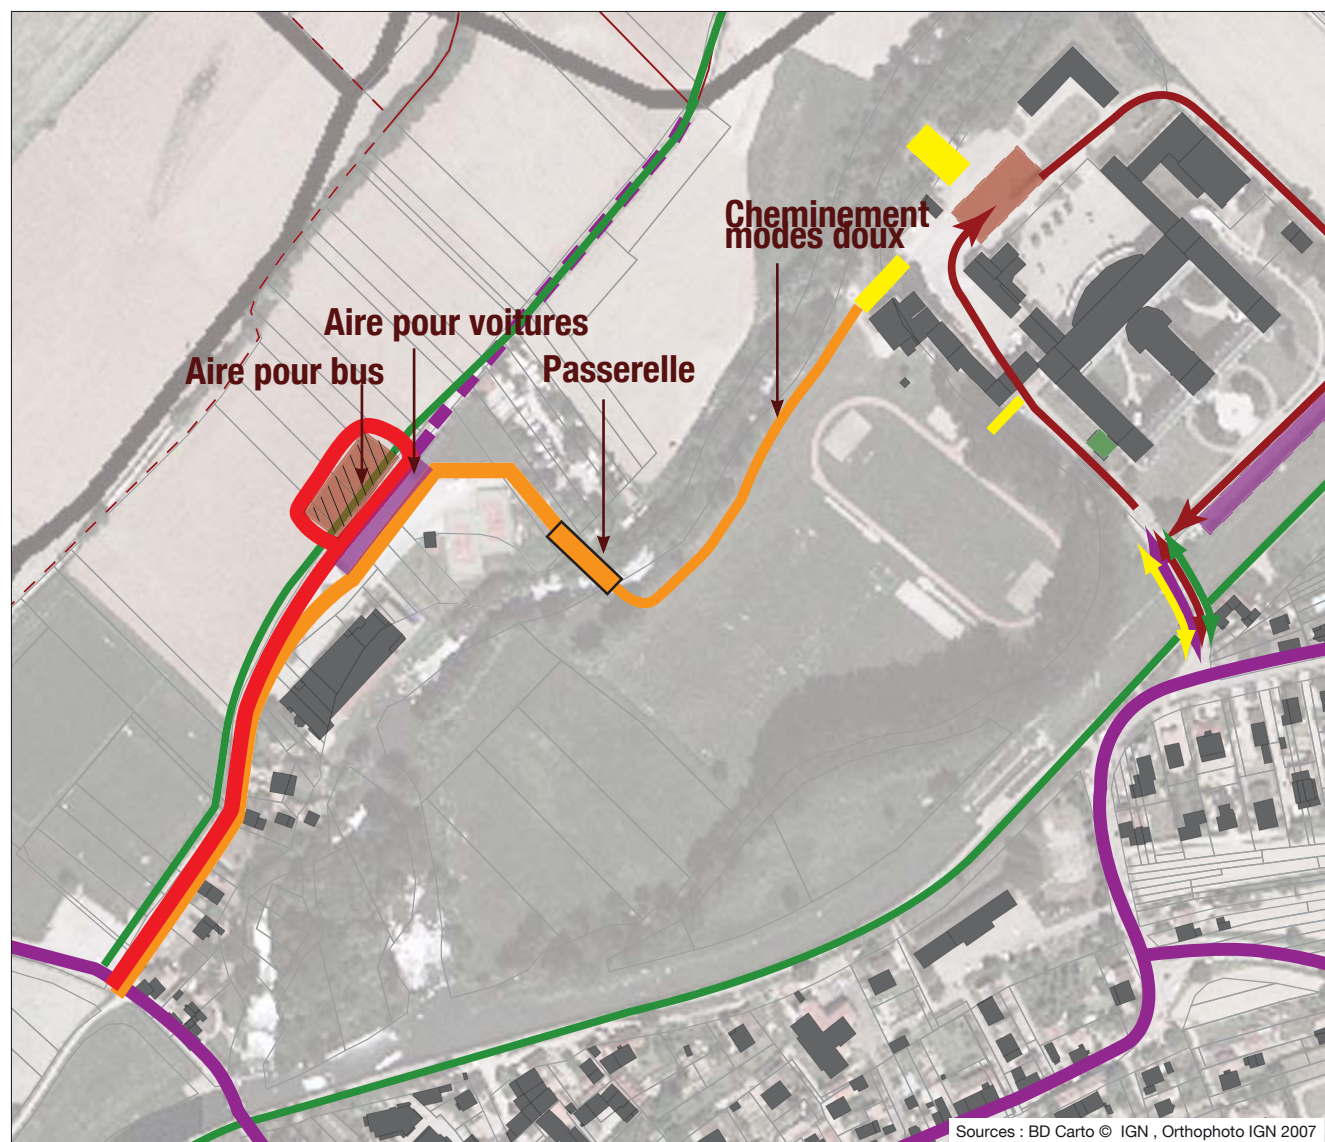 Cheminement
modes doux
Aire pour voitures
Aire pour bus
Passerelle
Sources : BD Carto © IGN , Orthophoto IGN 2007